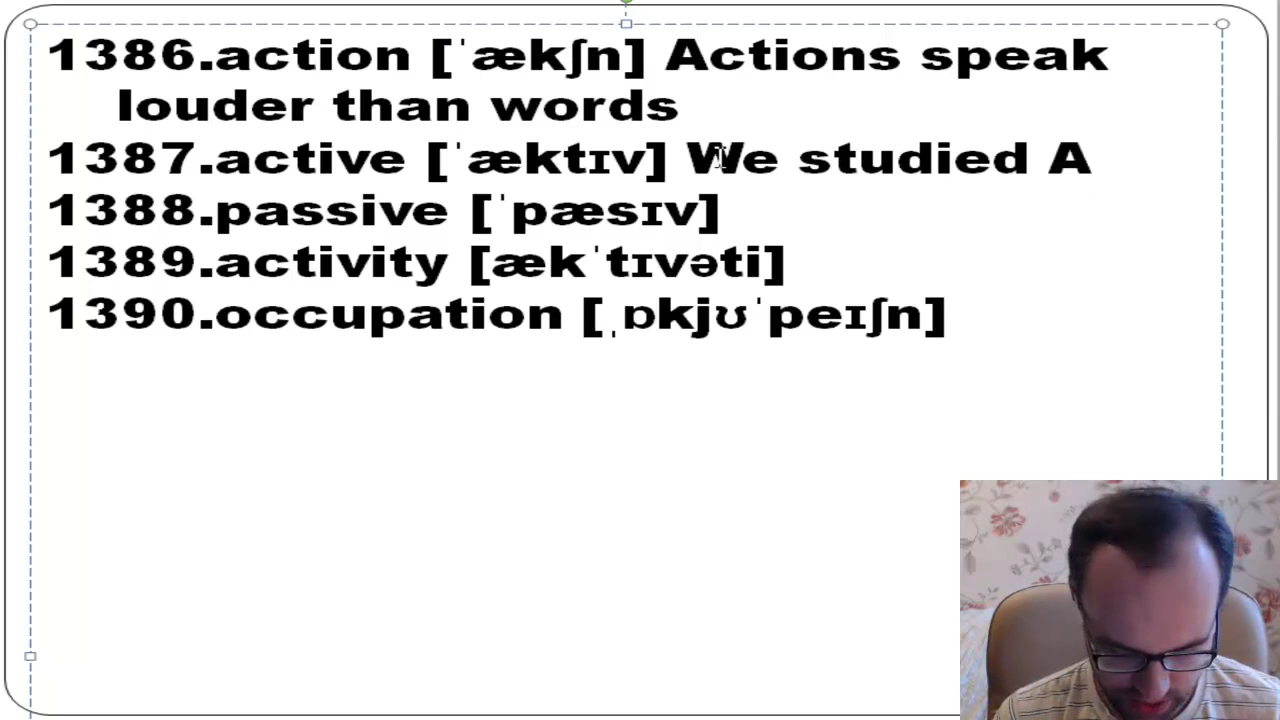 1386.action [ˈækʃn] Actions speak
louder than words
1387.active [ˈæktɪv] We studied A
1388.passive [ˈpæsɪv]
1389.activity [ækˈtɪvəti]
1390.occupation [ˌɒkjʊˈpeɪʃn]